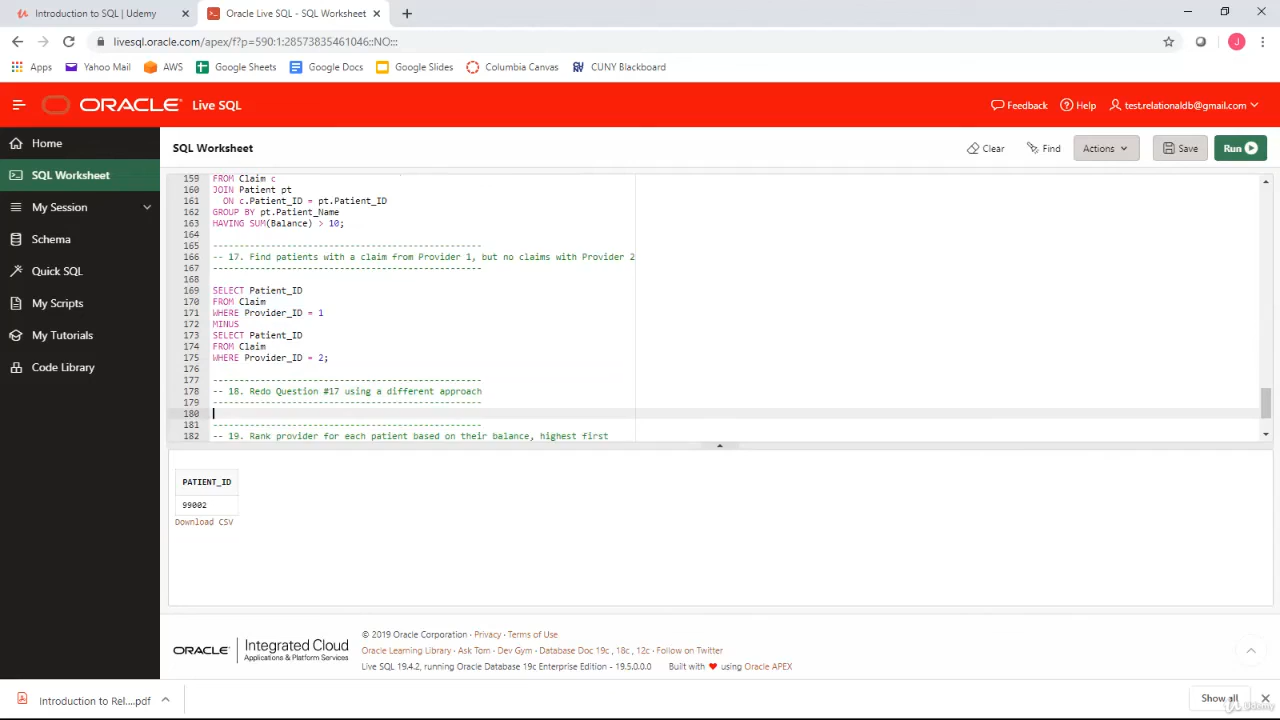 Introduction to SQL | Udemy
Oracle Live SQL - SQL Worksheet
livesql.oracle.com/apex/f?p=590:1:28573835461046::NO:::
J
Apps Yahoo Mail AWS Google Sheets Google Docs Google Slides Columbia Canvas CUNY Blackboard
ORACLE Live SQL
Feedback Help test.relationaldb@gmail.com
Home
SQL Worksheet
My Session
Schema
Quick SQL
My Scripts
My Tutorials
Code Library
SQL Worksheet
Clear Find Actions Save Run
159 FROM Claim c
160 JOIN Patient pt
161 ON c.Patient_ID = pt.Patient_ID
162 GROUP BY pt.Patient_Name
163 HAVING SUM(Balance) > 10;
164
165 --------------------------------------------------
166 -- 17. Find patients with a claim from Provider 1, but no claims with Provider 2
167 --------------------------------------------------
168
169 SELECT Patient_ID
170 FROM Claim
171 WHERE Provider_ID = 1
172 MINUS
173 SELECT Patient_ID
174 FROM Claim
175 WHERE Provider_ID = 2;
176
177 --------------------------------------------------
178 -- 18. Redo Question #17 using a different approach
179 --------------------------------------------------
180
181 --------------------------------------------------
182 -- 19. Rank provider for each patient based on their balance, highest first
PATIENT_ID
99002
Download CSV
ORACLE Integrated Cloud
Applications & Platform Services
© 2019 Oracle Corporation · Privacy · Terms of Use
Oracle Learning Library · Ask Tom · Dev Gym · Database Doc 19c , 18c , 12c · Follow on Twitter
Live SQL 19.4.2, running Oracle Database 19c Enterprise Edition - 19.5.0.0.0 Built with ♥ using Oracle APEX
Introduction to Rel....pdf
Show all
Udemy